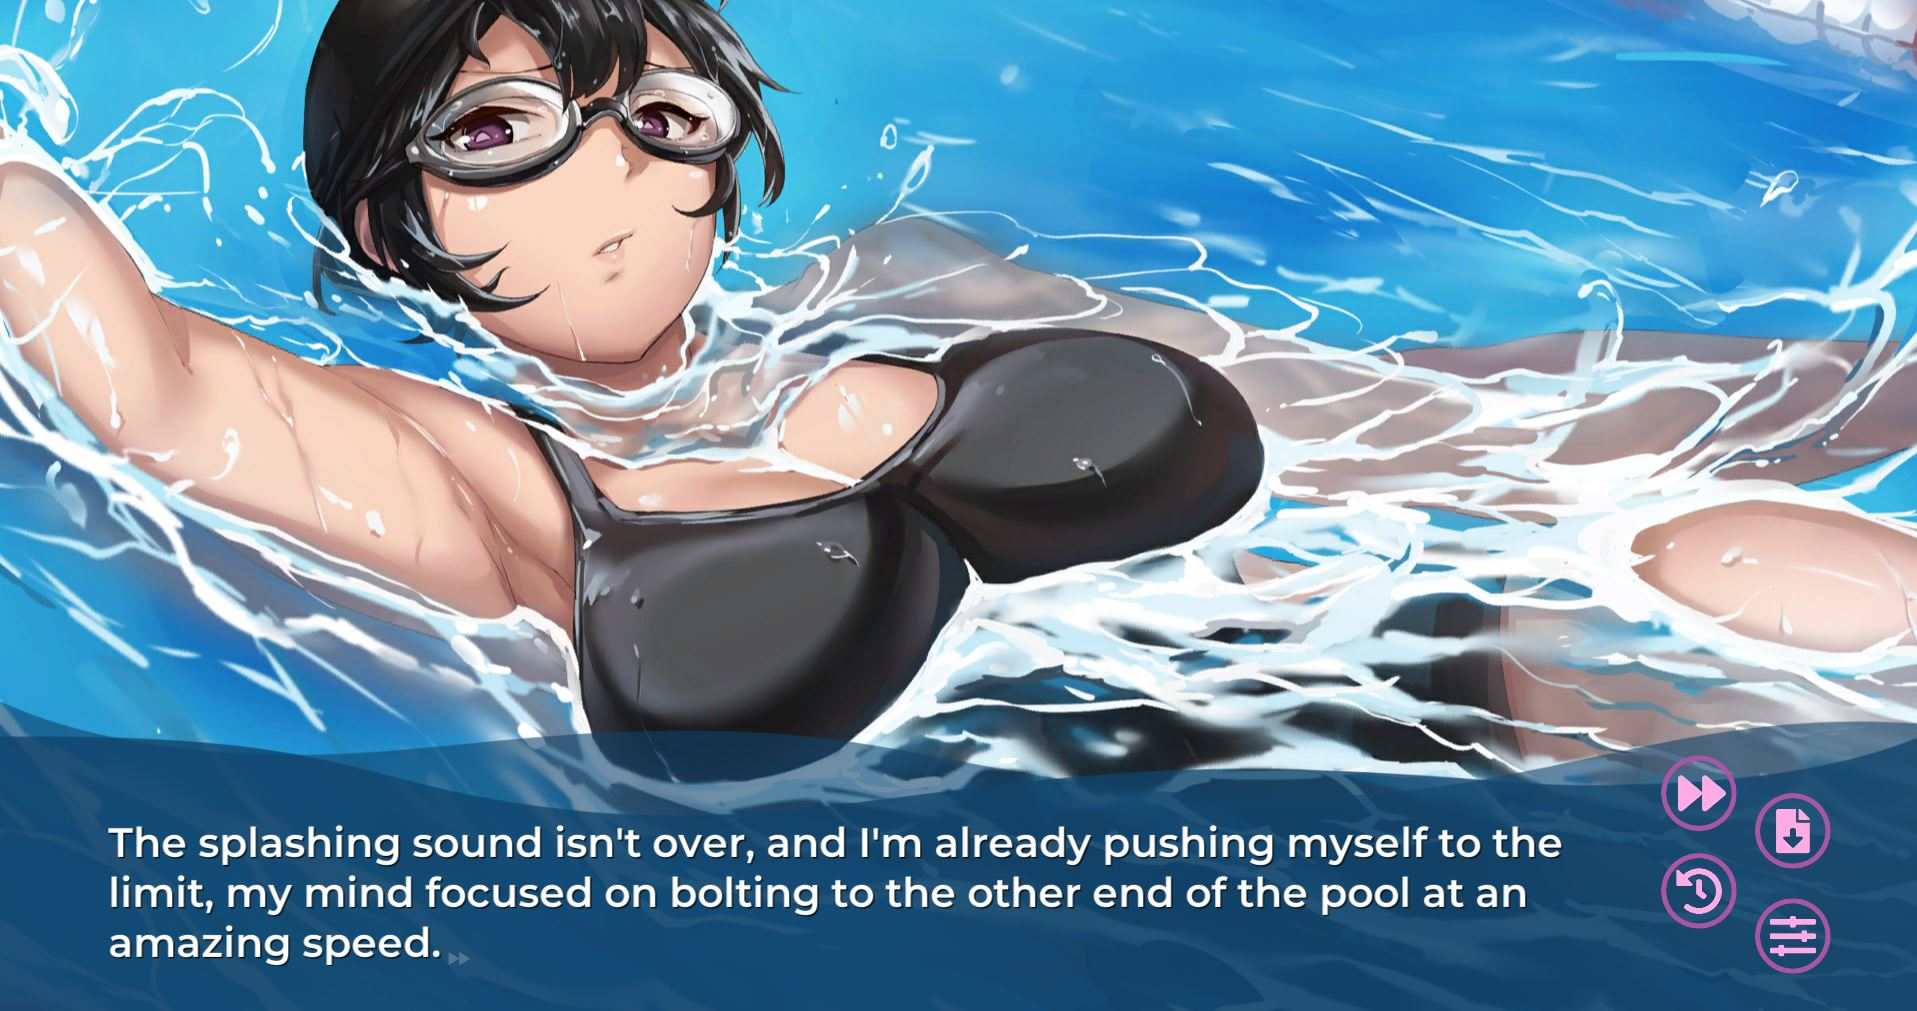 The splashing sound isn't over, and I'm already pushing myself to the
limit, my mind focused on bolting to the other end of the pool at an
amazing speed.